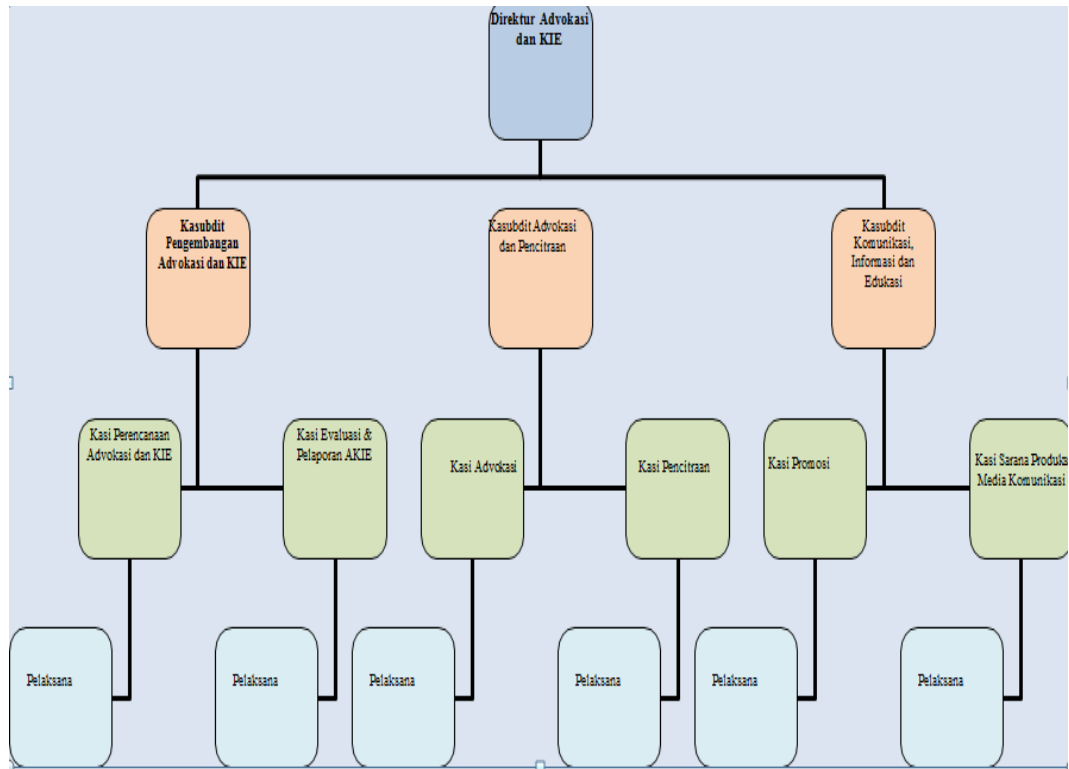 Direktur Advokasi
dan KIE
Kasubdit
Pengembangan
Advokasi dan KIE
Kasubdit Advokasi
dan Pencitraan
Kasubdit
Komunikasi,
Informasi dan
Edukasi
Kasi Perencanaan
Advokasi dan KIE
Kasi Evaluasi &
Pelaporan AKIE
Kasi Advokasi
Kasi Pencitraan
Kasi Promosi
Kasi Sarana Produks
Media Komunikasi
Pelaksana
Pelaksana
Pelaksana
Pelaksana
Pelaksana
Pelaksana